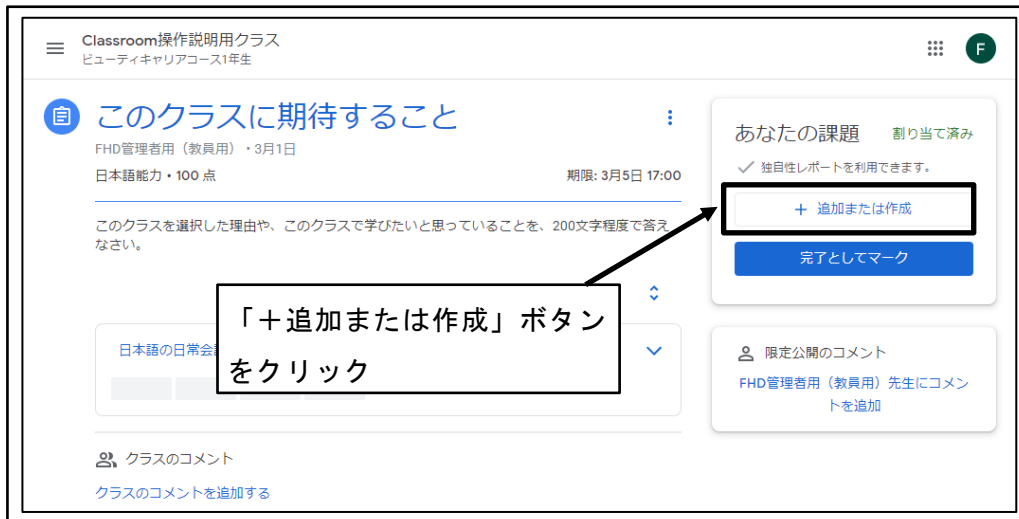 Classroom操作説明用クラス
ビューティキャリアコース1年生
F
このクラスに期待すること
FHD管理者用（教員用）・3月1日
日本語能力・100 点
期限: 3月5日 17:00
このクラスを選択した理由や、このクラスで学びたいと思っていることを、200文字程度で答え
なさい。
「＋追加または作成」ボタン
をクリック
日本語の日常会
クラスのコメント
クラスのコメントを追加する
あなたの課題
割り当て済み
独自性レポートを利用できます。
＋ 追加または作成
完了としてマーク
限定公開のコメント
FHD管理者用（教員用）先生にコメン
トを追加